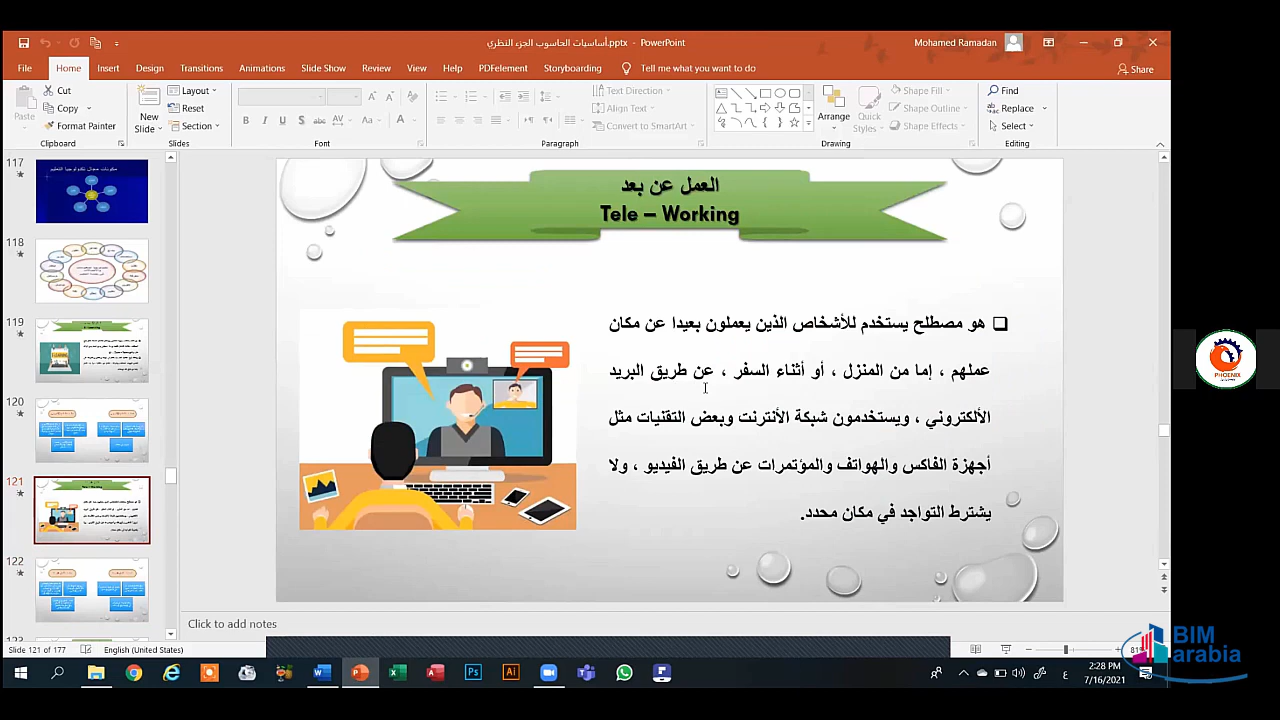 أساسيات الحاسوب الجزء النظري.pptx - PowerPoint
Mohamed Ramadan
File Home Insert Design Transitions Animations Slide Show Review View Help PDFelement Storyboarding Tell me what you want to do
Share
Paste
Cut
Copy
Format Painter
Clipboard
New Slide
Layout
Reset
Section
Slides
Font
Text Direction
Align Text
Convert to SmartArt
Paragraph
Arrange
Quick Styles
Shape Fill
Shape Outline
Shape Effects
Drawing
Find
Replace
Select
Editing
117
مكونات مجال تكنولوجيا التعليم
118
119
120
121
122
123
العمل عن بعد
Tele – Working
هو مصطلح يستخدم للأشخاص الذين يعملون بعيدا عن مكان
عملهم ، إما من المنزل ، أو أثناء السفر ، عن طريق البريد
الألكتروني ، ويستخدمون شبكة الأنترنت وبعض التقنيات مثل
أجهزة الفاكس والهواتف والمؤتمرات عن طريق الفيديو ، ولا
يشترط التواجد في مكان محدد.
Click to add notes
Slide 121 of 177
English (United States)
2:28 PM
7/16/2021
PHOENIX
BIM
arabia